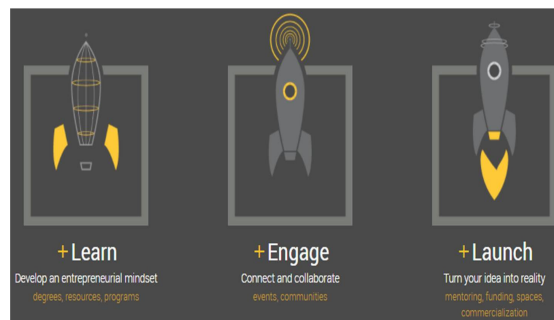 +Learn
Develop an entrepreneurial mindset
degrees, resources, programs
+Engage
Connect and collaborate
events, communities
+Launch
Turn your idea into reality
mentoring, funding, spaces,
commercialization